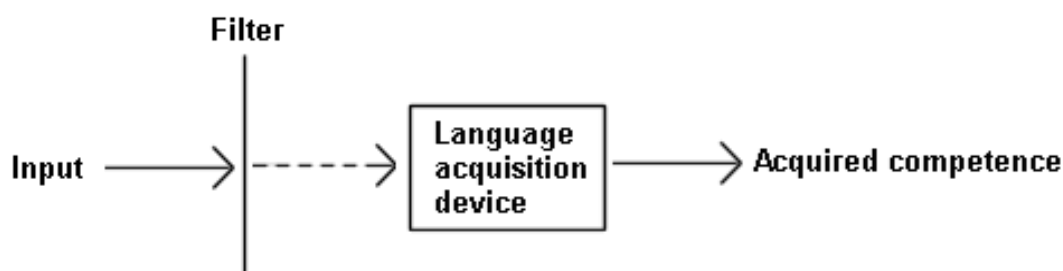 Filter
Input
Language
acquisition
device
Acquired competence